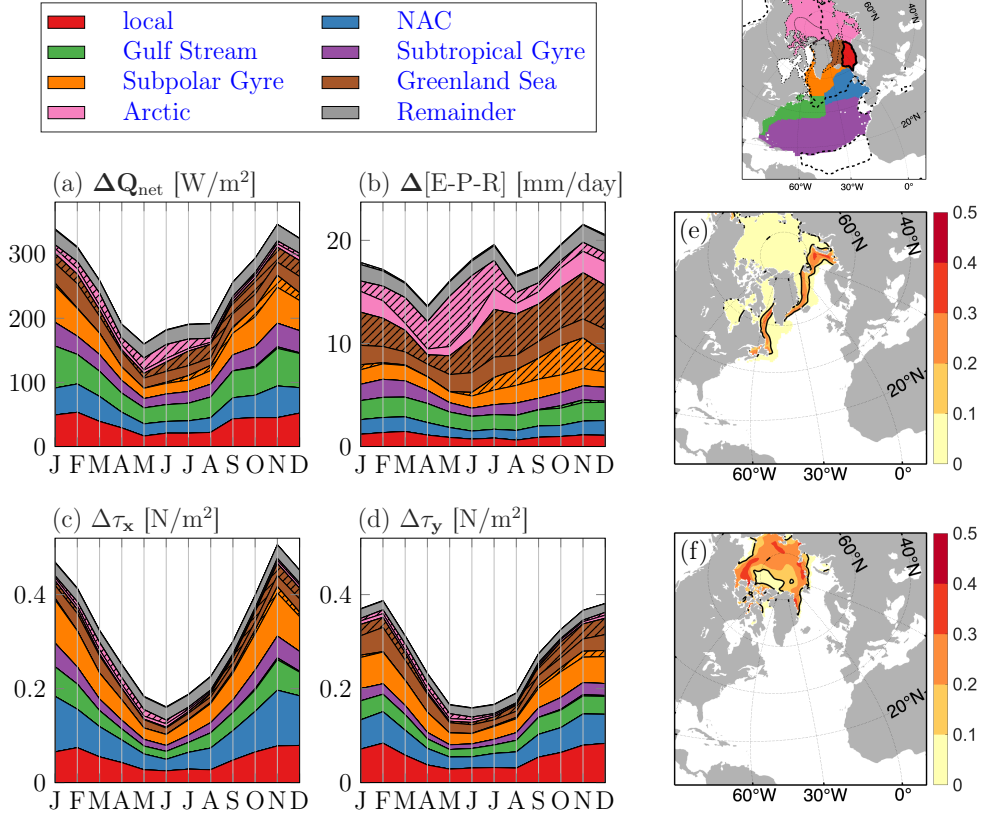 local NAC
Gulf Stream Subtropical Gyre
Subpolar Gyre Greenland Sea
Arctic Remainder
60°N
20°N
60°W 30°W 0°
(a) ΔQnet [W/m²]
300
200
100
0
J F M A M J J A S O N D
(b) Δ[E-P-R] [mm/day]
20
10
0
J F M A M J J A S O N D
(e)
60°N
40°N
20°N
60°W 30°W 0°
0.5
0.4
0.3
0.2
0.1
0
(c) Δτx [N/m²]
0.4
0.2
0
J F M A M J J A S O N D
(d) Δτy [N/m²]
0.4
0.2
0
J F M A M J J A S O N D
(f)
60°N
40°N
20°N
60°W 30°W 0°
0.5
0.4
0.3
0.2
0.1
0